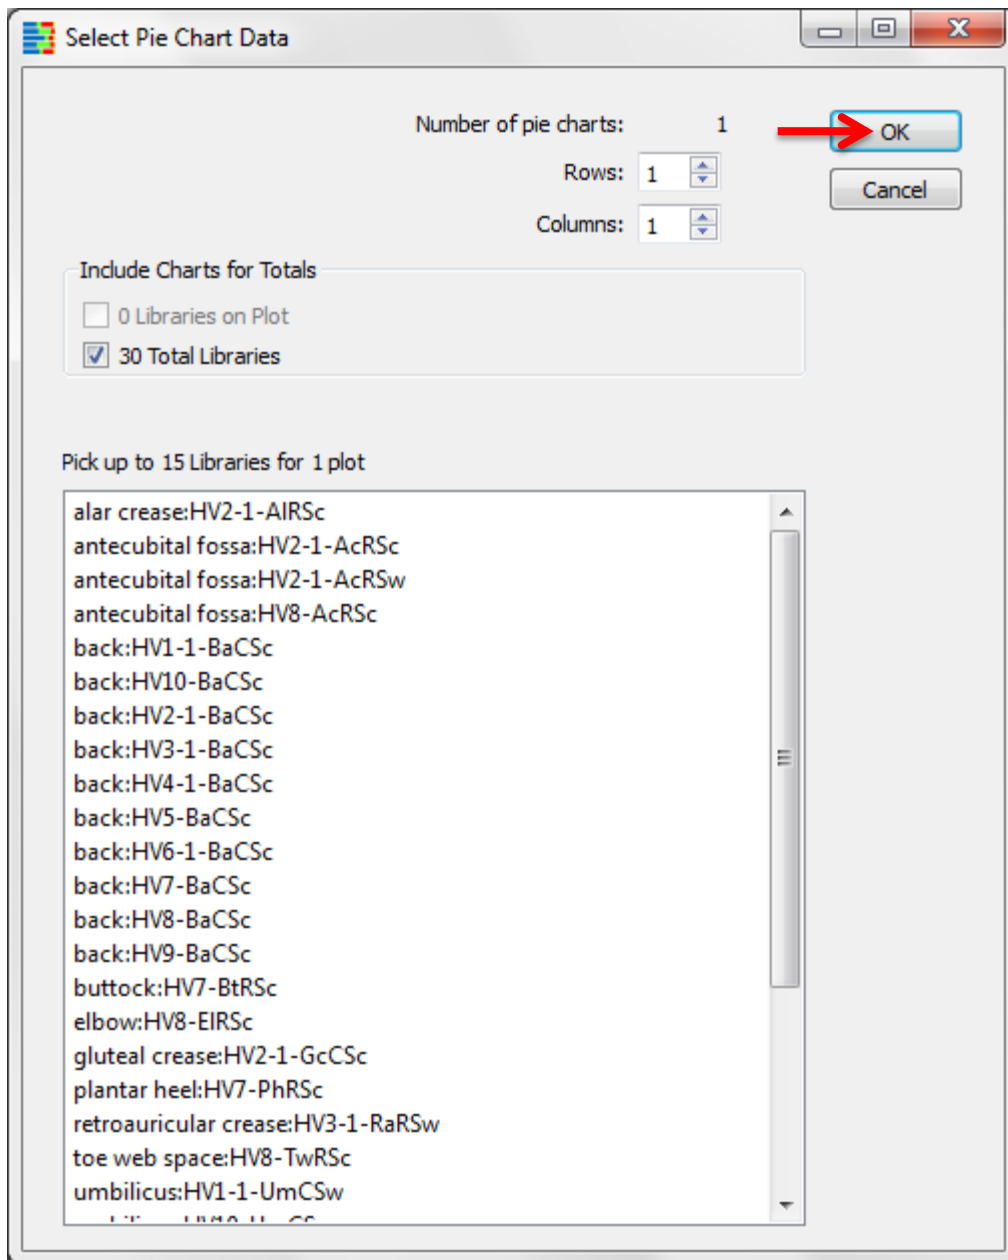 Select Pie Chart Data
Number of pie charts: 1
OK
Rows: 1
Cancel
Columns: 1
Include Charts for Totals
0 Libraries on Plot
30 Total Libraries
Pick up to 15 Libraries for 1 plot
alar crease:HV2-1-AlRSc
antecubital fossa:HV2-1-AcRSc
antecubital fossa:HV2-1-AcRSw
antecubital fossa:HV8-AcRSc
back:HV1-1-BaCSc
back:HV10-BaCSc
back:HV2-1-BaCSc
back:HV3-1-BaCSc
back:HV4-1-BaCSc
back:HV5-BaCSc
back:HV6-1-BaCSc
back:HV7-BaCSc
back:HV8-BaCSc
back:HV9-BaCSc
buttock:HV7-BtRSc
elbow:HV8-ElRSc
gluteal crease:HV2-1-GcCSc
plantar heel:HV7-PhRSc
retroauricular crease:HV3-1-RaRSw
toe web space:HV8-TwRSc
umbilicus:HV1-1-UmCSw